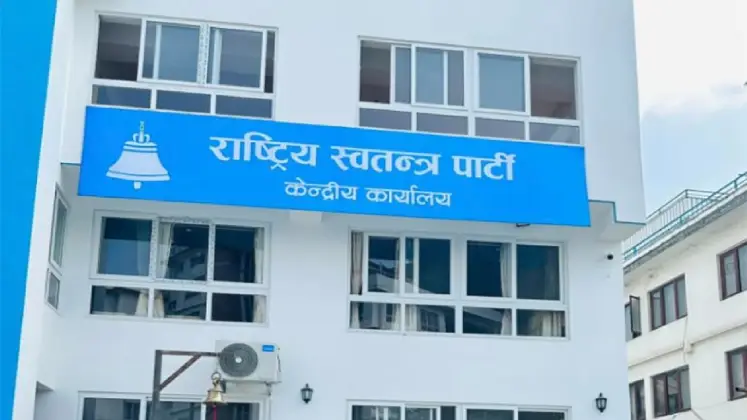 राष्ट्रिय स्वतन्त्र पार्टी
केन्द्रीय कार्यालय